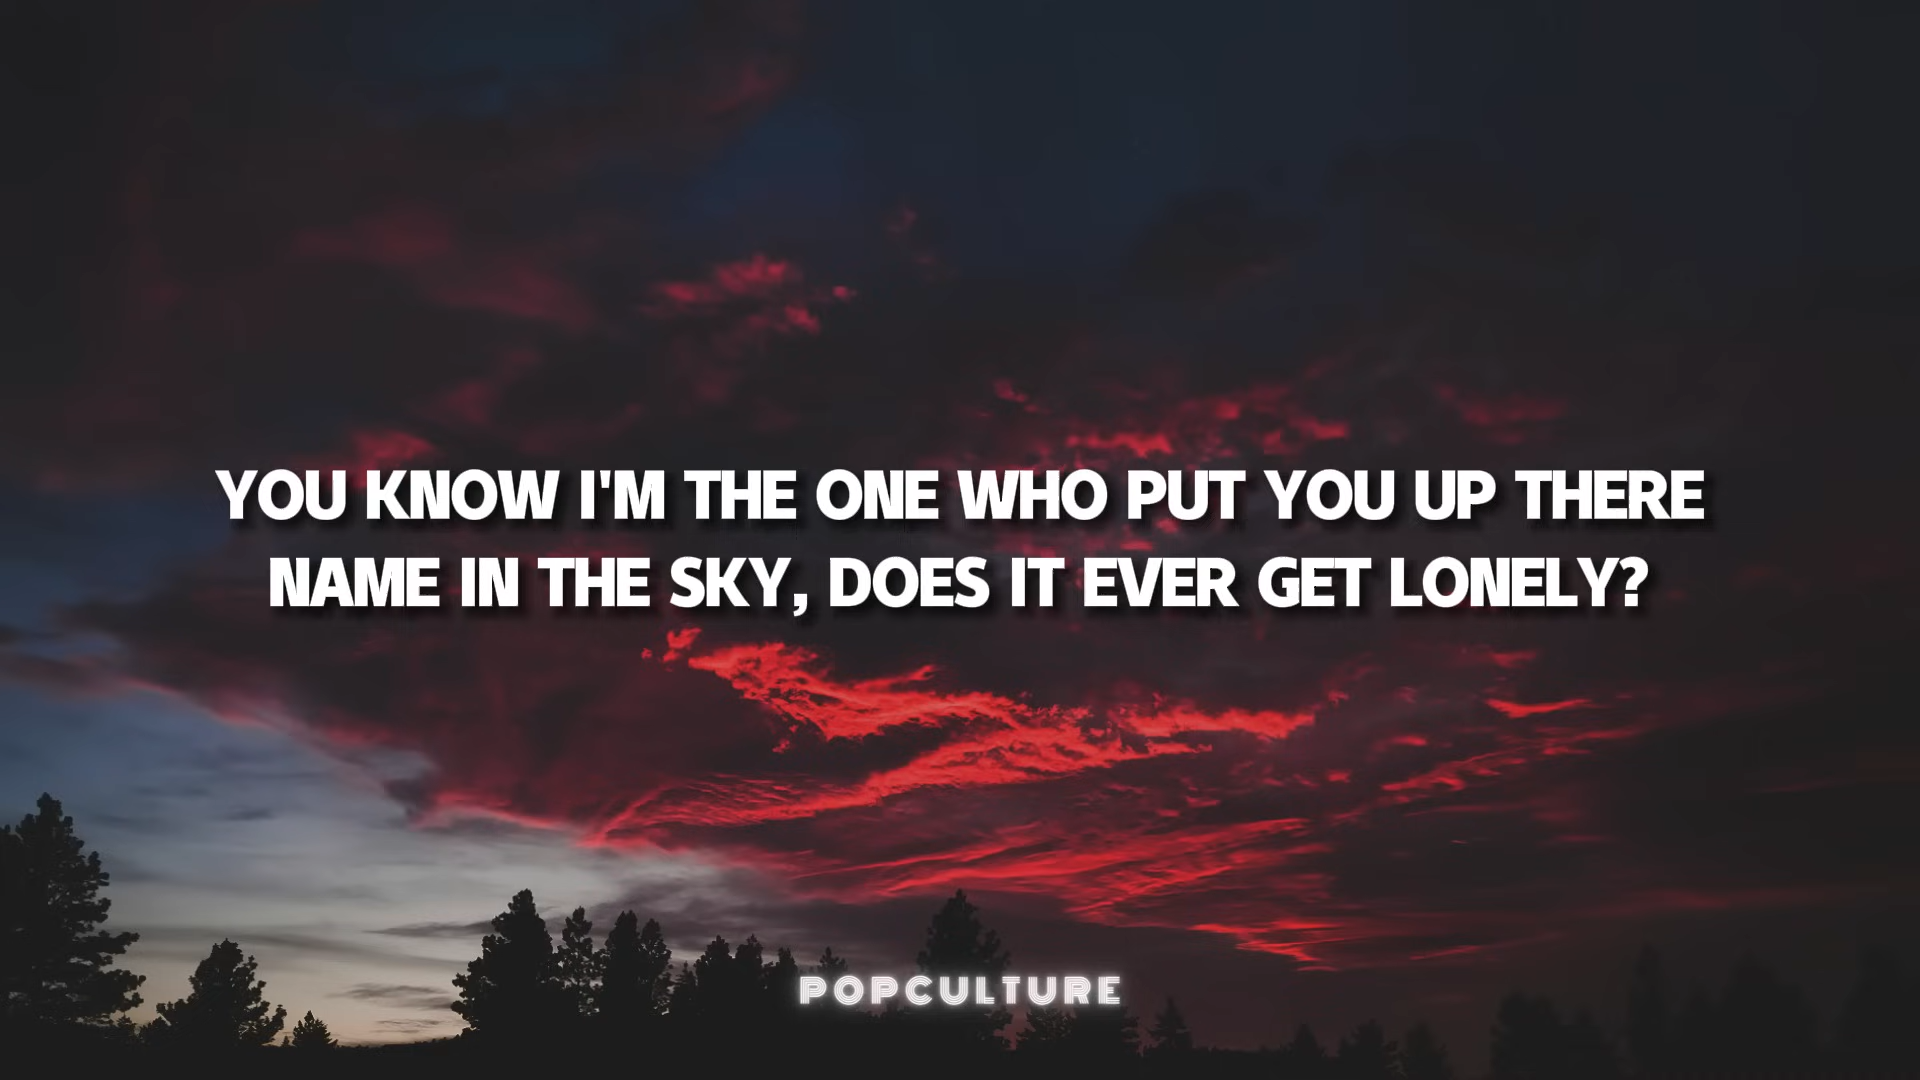 YOU KNOW I'M THE ONE WHO PUT YOU UP THERE
NAME IN THE SKY, DOES IT EVER GET LONELY?
POPCULTURE